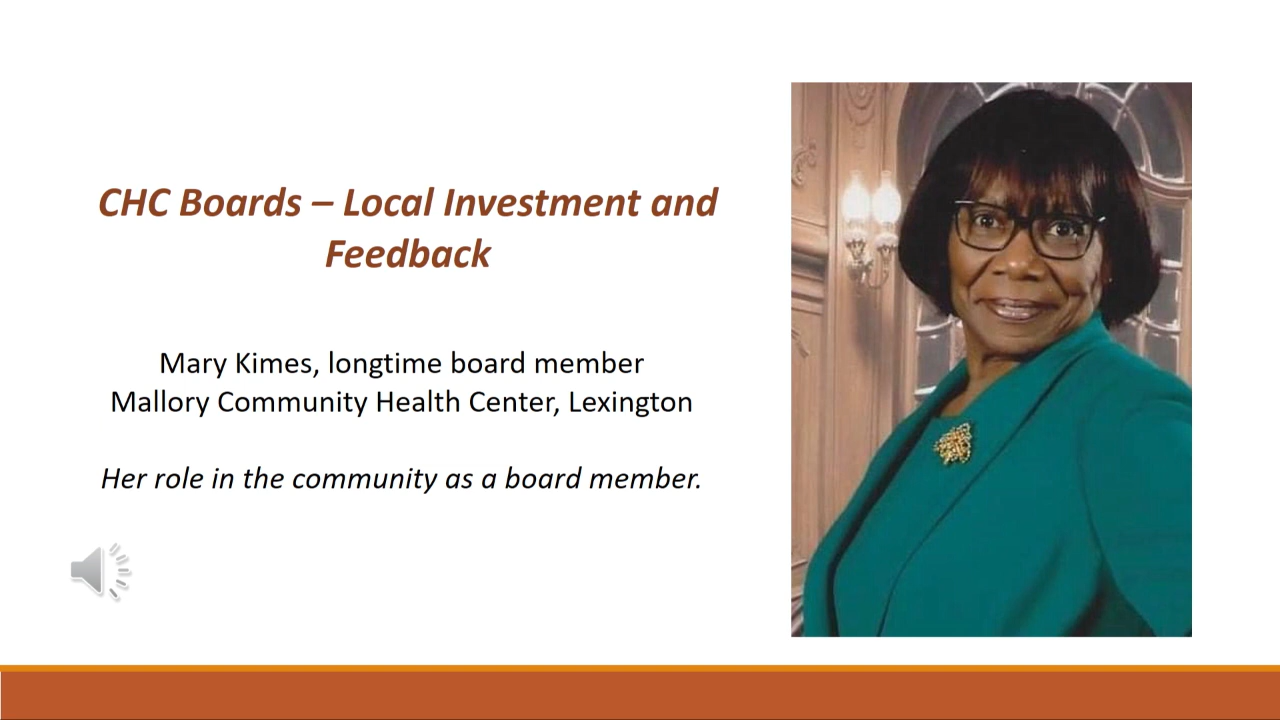 CHC Boards – Local Investment and
Feedback
Mary Kimes, longtime board member
Mallory Community Health Center, Lexington
Her role in the community as a board member.